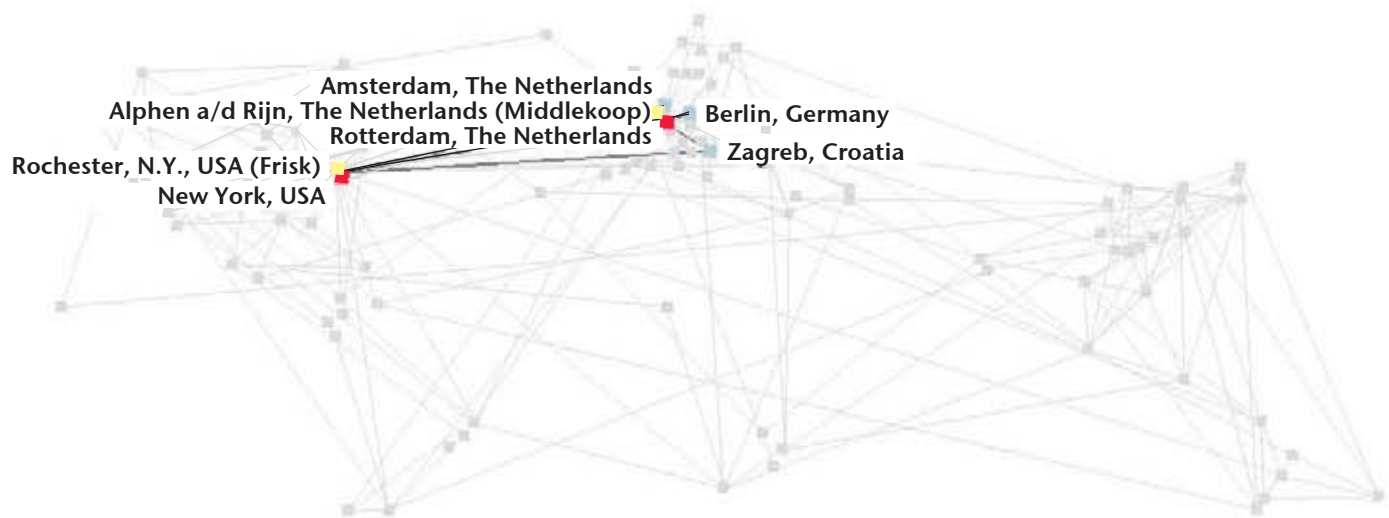 Amsterdam, The Netherlands
Alphen a/d Rijn, The Netherlands (Middlekoop)
Berlin, Germany
Rotterdam, The Netherlands
Zagreb, Croatia
Rochester, N.Y., USA (Frisk)
New York, USA